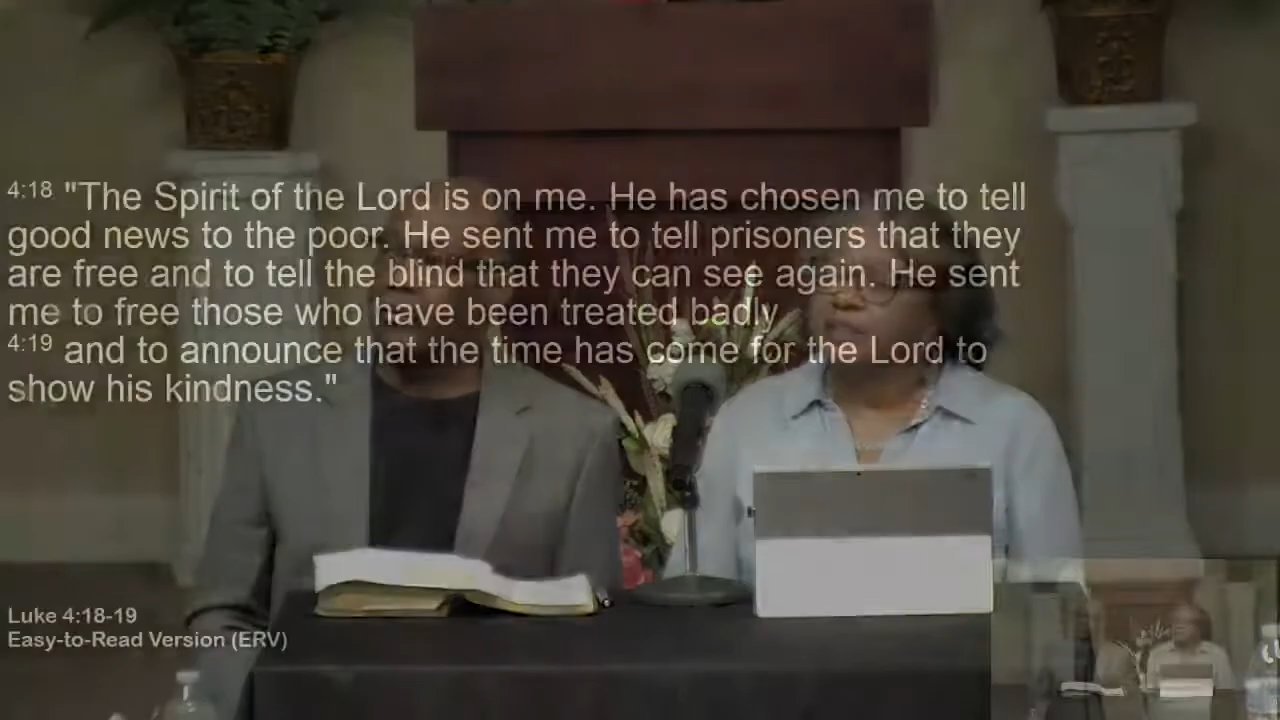 4:18 "The Spirit of the Lord is on me. He has chosen me to tell
good news to the poor. He sent me to tell prisoners that they
are free and to tell the blind that they can see again. He sent
me to free those who have been treated badly
4:19 and to announce that the time has come for the Lord to
show his kindness."
Luke 4:18-19
Easy-to-Read Version (ERV)